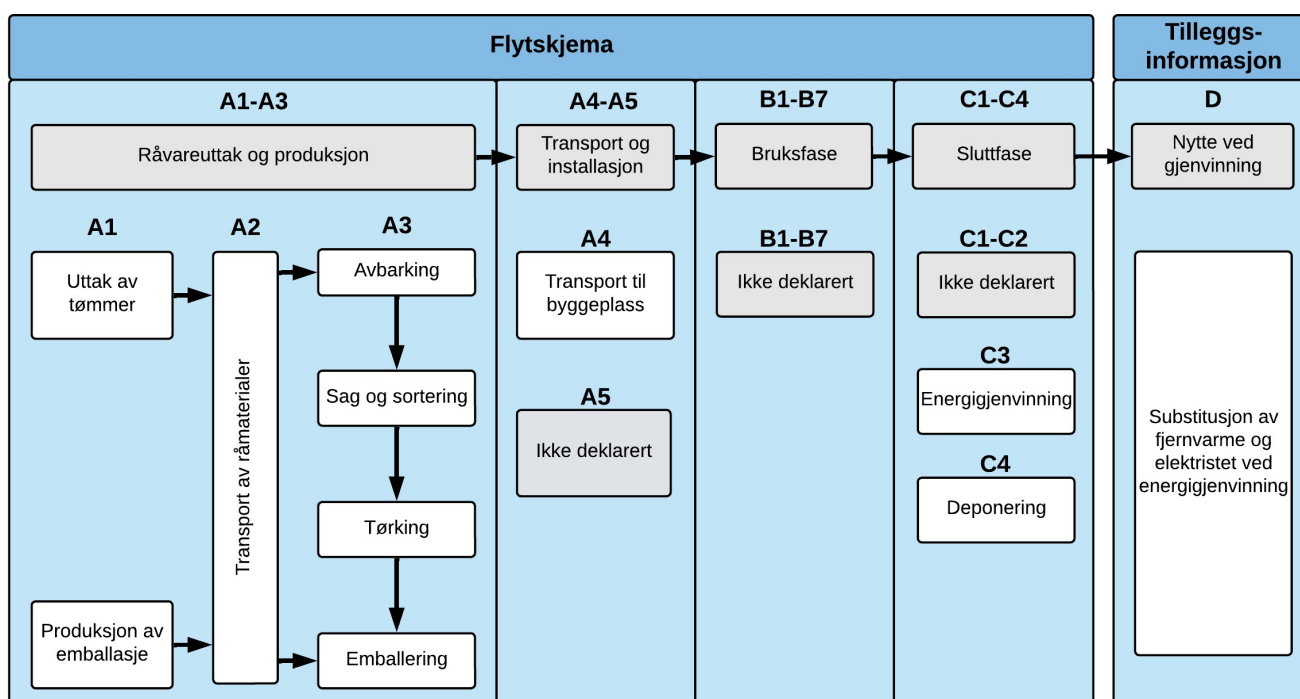 Flytskjema
Tilleggs-
informasjon
A1-A3
A4-A5
B1-B7
C1-C4
D
Råvareuttak og produksjon
Transport og
installasjon
Bruksfase
Sluttfase
Nytte ved
gjenvinning
A1
A2
A3
A4
B1-B7
C1-C2
Uttak av
tømmer
Transport av råmaterialer
Avbarking
Transport til
byggeplass
Ikke deklarert
Ikke deklarert
Sag og sortering
A5
Ikke deklarert
C3
Energigjenvinning
C4
Deponering
Substitusjon av
fjernvarme og
elektristet ved
energigjenvinning
Tørking
Produksjon av
emballasje
Emballering